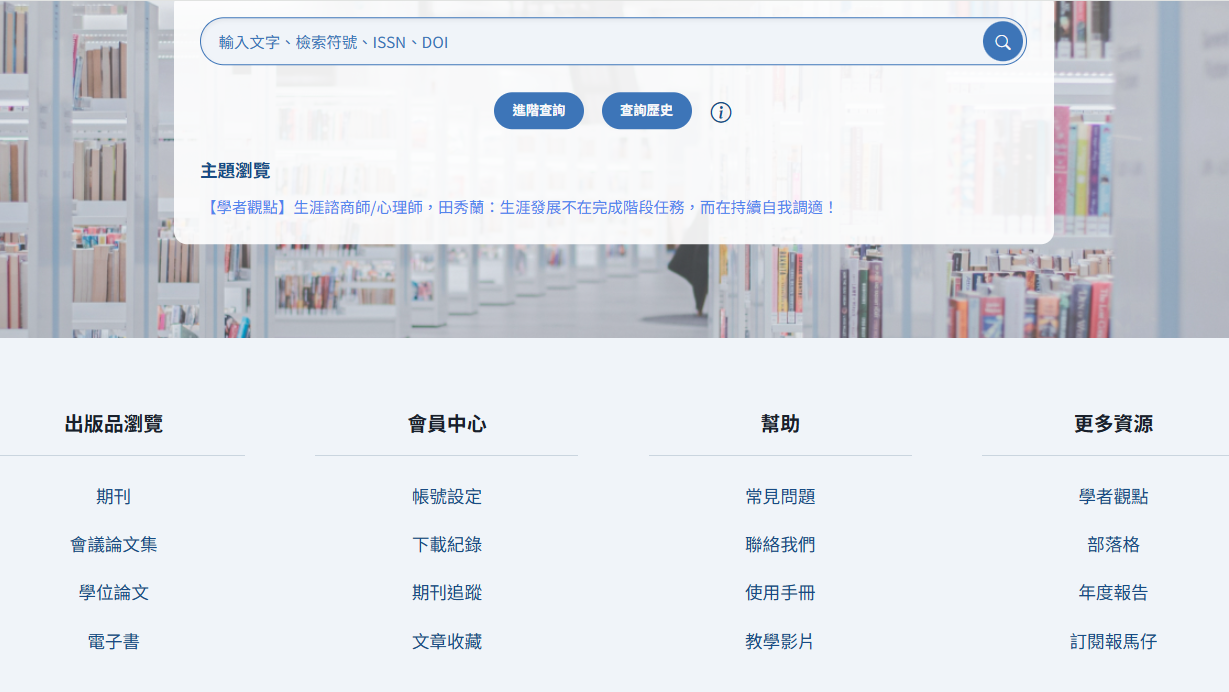 輸入文字、檢索符號、ISSN、DOI
進階查詢 查詢歷史
主題瀏覽
【學者觀點】生涯諮商師/心理師,田秀蘭:生涯發展不在完成階段任務,而在持續自我調適!
出版品瀏覽 會員中心 幫助 更多資源
期刊 帳號設定 常見問題 學者觀點
會議論文集 下載紀錄 聯絡我們 部落格
學位論文 期刊追蹤 使用手冊 年度報告
電子書 文章收藏 教學影片 訂閱報馬仔